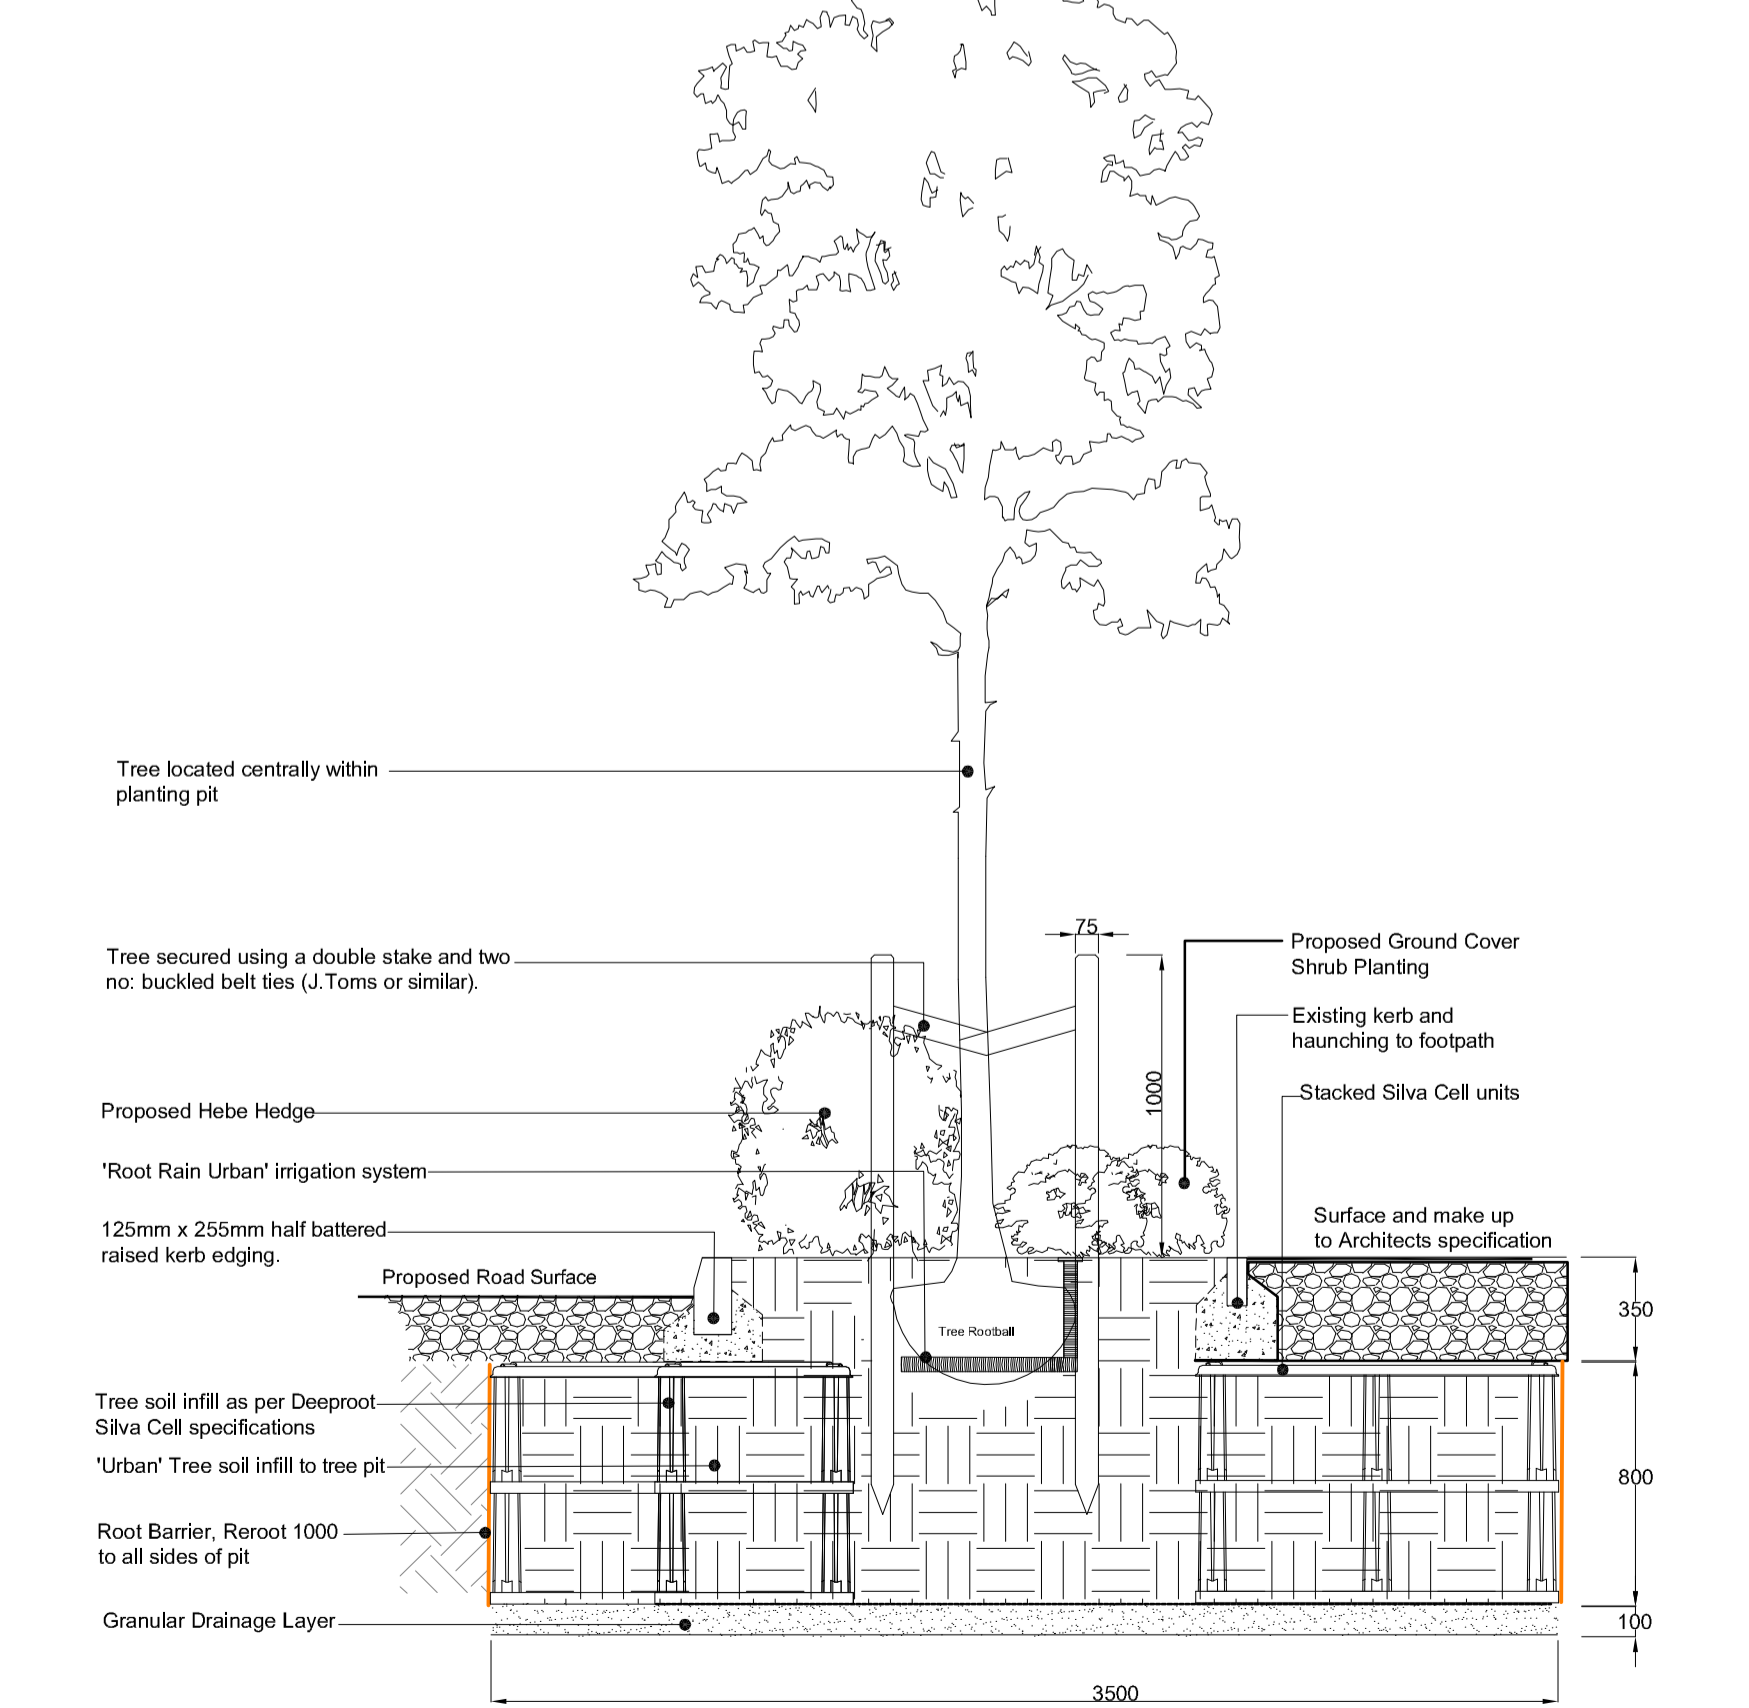 Tree located centrally within
planting pit
Tree secured using a double stake and two
no: buckled belt ties (J.Toms or similar).
75
Proposed Ground Cover
Shrub Planting
Existing kerb and
haunching to footpath
1000
Stacked Silva Cell units
Proposed Hebe Hedge
'Root Rain Urban' irrigation system
125mm x 255mm half battered
raised kerb edging.
Surface and make up
to Architects specification
Proposed Road Surface
350
Tree Rootball
Tree soil infill as per Deeproot
Silva Cell specifications
'Urban' Tree soil infill to tree pit
800
Root Barrier, Reroot 1000
to all sides of pit
Granular Drainage Layer
100
3500